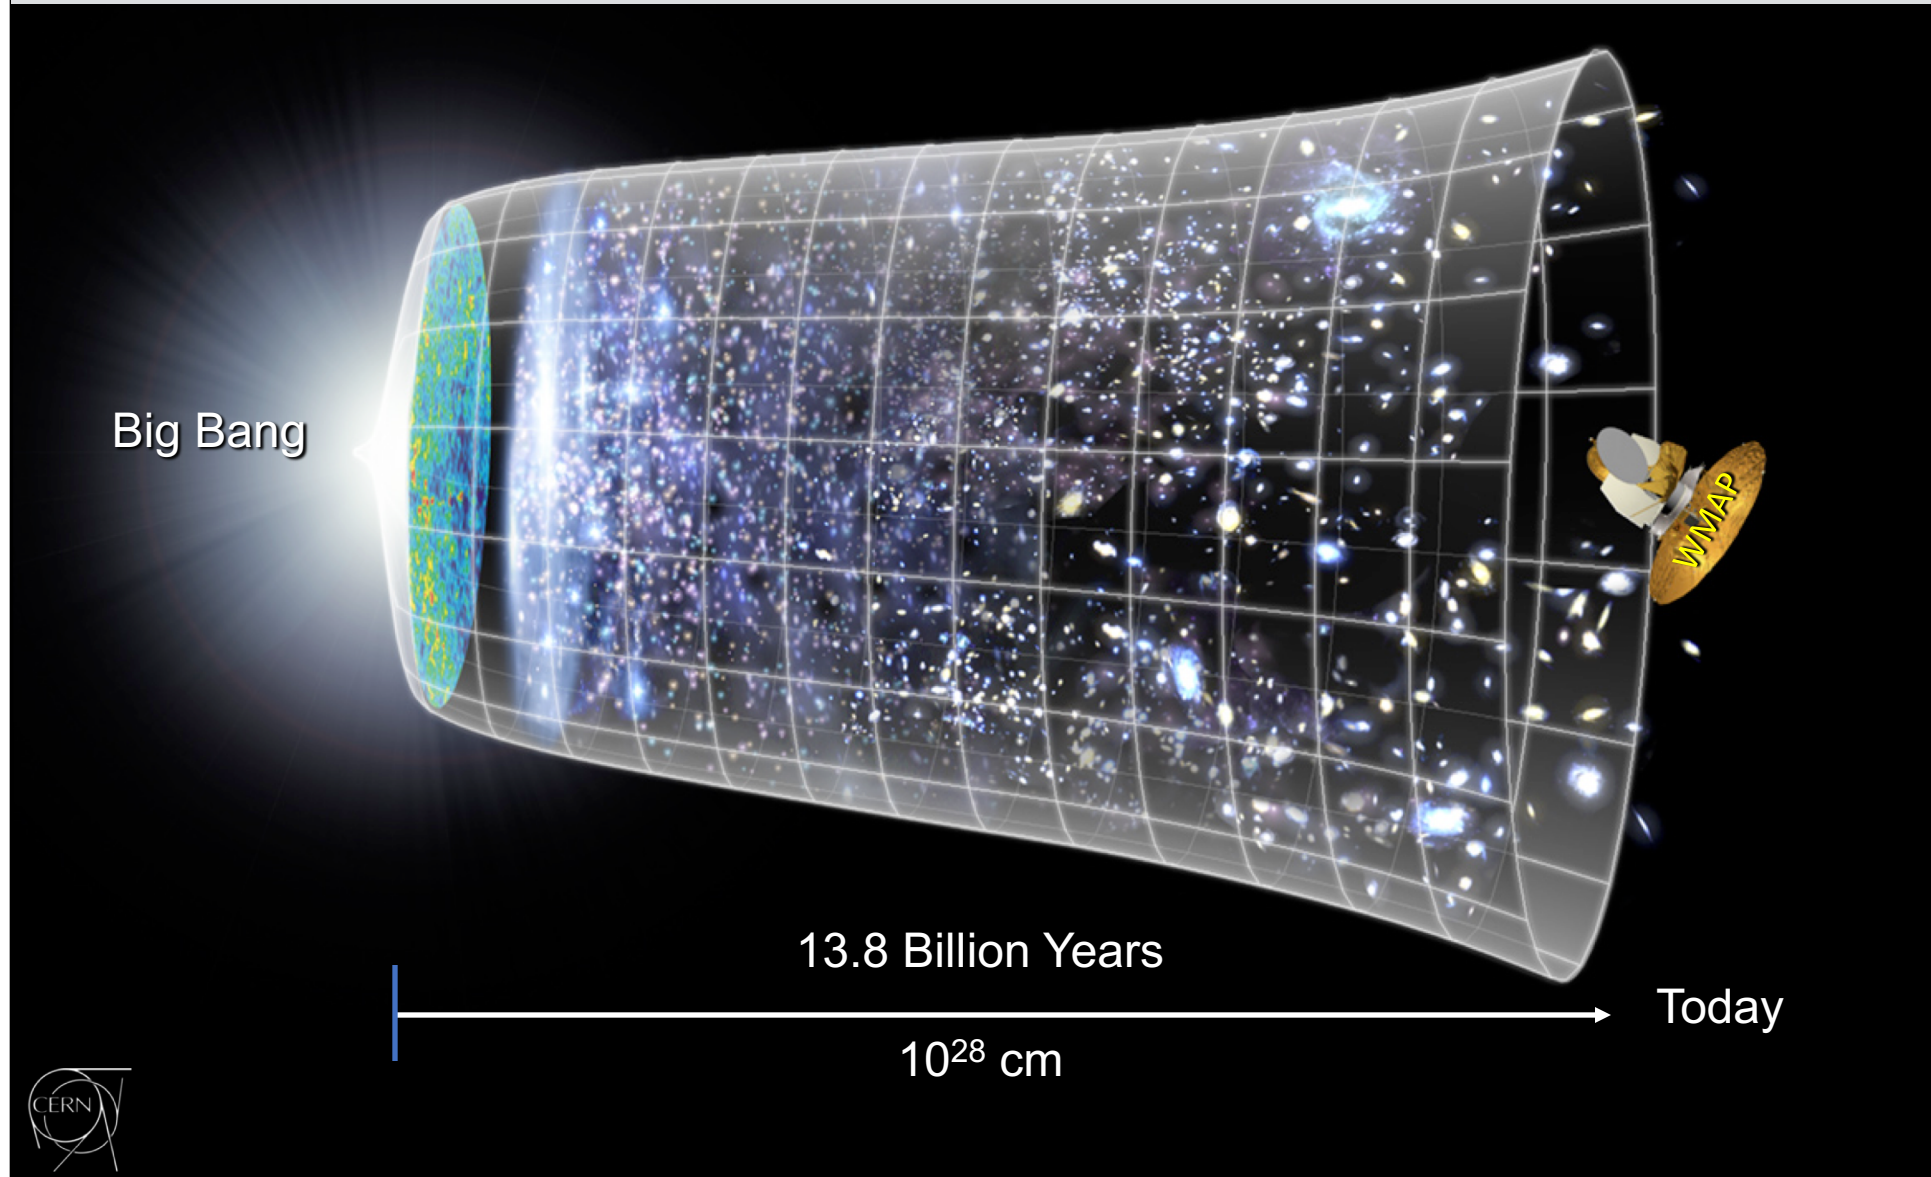 Big Bang
WMAP
13.8 Billion Years
Today
10²⁸ cm
CERN